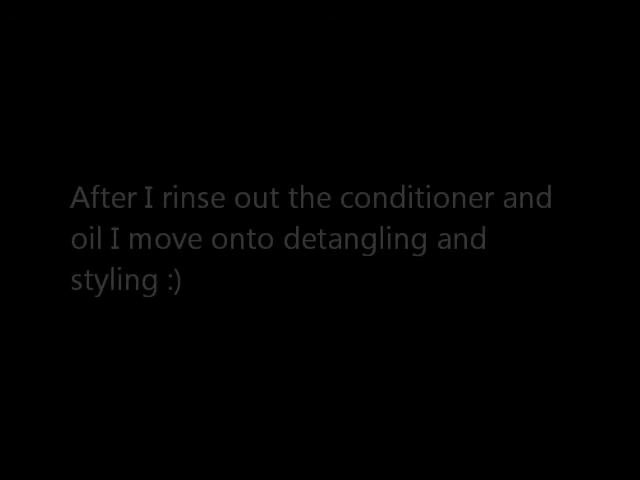 After I rinse out the conditioner and
oil I move onto detangling and
styling :)